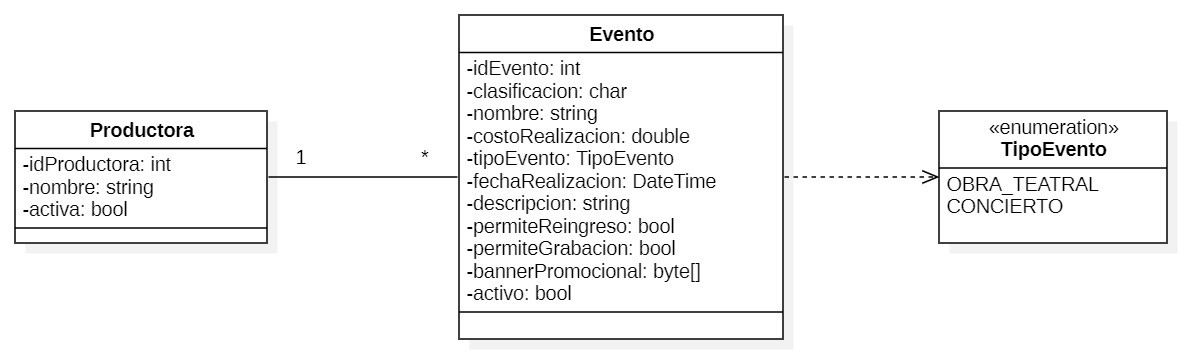 Productora
-idProductora: int
-nombre: string
-activa: bool
1
*
Evento
-idEvento: int
-clasificacion: char
-nombre: string
-costoRealizacion: double
-tipoEvento: TipoEvento
-fechaRealizacion: DateTime
-descripcion: string
-permiteReingreso: bool
-permiteGrabacion: bool
-bannerPromocional: byte[]
-activo: bool
«enumeration»
TipoEvento
OBRA_TEATRAL
CONCIERTO